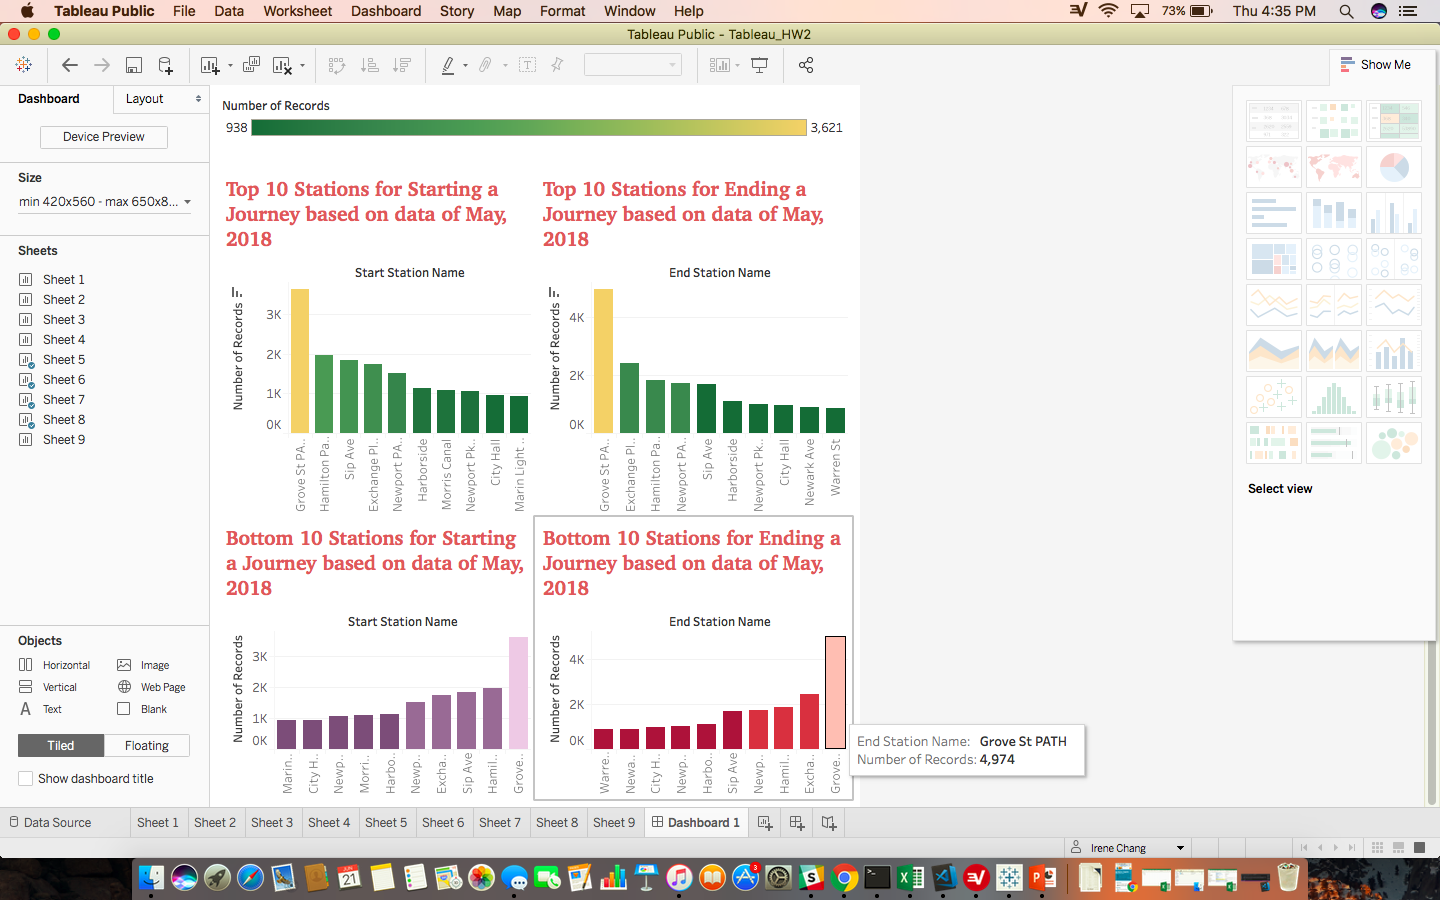 Tableau Public File Data Worksheet Dashboard Story Map Format Window Help 73% Thu 4:35 PM
Tableau Public - Tableau_HW2
Show Me
Dashboard Layout
Device Preview
Size
min 420x560 - max 650x8...
Sheets
Sheet 1
Sheet 2
Sheet 3
Sheet 4
Sheet 5
Sheet 6
Sheet 7
Sheet 8
Sheet 9
Objects
Horizontal Image
Vertical Web Page
Text Blank
Tiled Floating
Show dashboard title
Number of Records
938 3,621
Top 10 Stations for Starting a
Journey based on data of May,
2018
Start Station Name
Number of Records
3K
2K
1K
0K
Grove St PA..
Hamilton Pa..
Sip Ave
Exchange Pl..
Newport PA..
Harborside
Morris Canal
Newport Pk..
City Hall
Marin Light ..
Top 10 Stations for Ending a
Journey based on data of May,
2018
End Station Name
Number of Records
4K
2K
0K
Grove St PA..
Exchange Pl..
Hamilton Pa..
Newport PA..
Sip Ave
Harborside
Newport Pk..
City Hall
Newark Ave
Warren St
Bottom 10 Stations for Starting
a Journey based on data of May,
2018
Start Station Name
Number of Records
3K
2K
1K
0K
Marin..
City H..
Newp..
Morri..
Harbo..
Newp..
Excha..
Sip Ave
Hamil..
Grove..
Bottom 10 Stations for Ending a
Journey based on data of May,
2018
End Station Name
Number of Records
4K
2K
0K
Warre..
Newa..
City H..
Newp..
Harbo..
Sip Ave
Newp..
Hamil..
Excha..
Grove..
End Station Name: Grove St PATH
Number of Records: 4,974
Select view
Data Source Sheet 1 Sheet 2 Sheet 3 Sheet 4 Sheet 5 Sheet 6 Sheet 7 Sheet 8 Sheet 9 Dashboard 1
Irene Chang
JUN
21
3